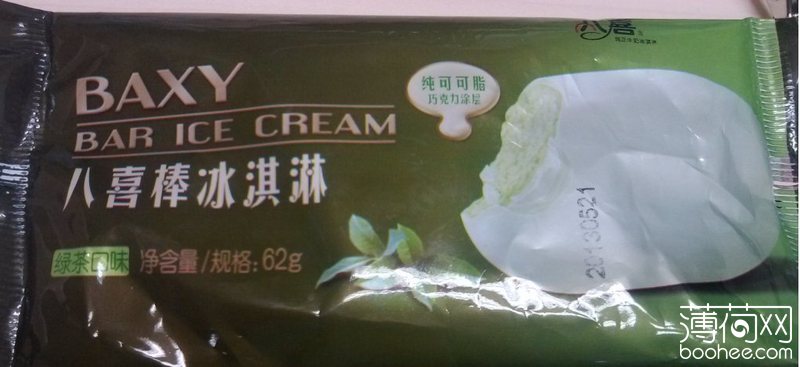 BAXY
BAR ICE CREAM
八喜棒冰淇淋
绿茶口味 净含量/规格: 62g
纯可可脂
巧克力涂层
八喜
20130521
薄荷网
boohee.com